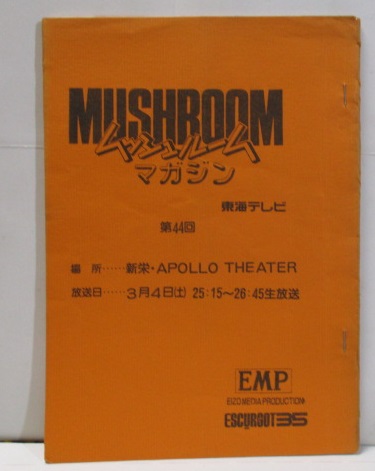 MUSHROOM
ムッシュルーム
マガジン
東海テレビ
第44回
場 所……新栄・APOLLO THEATER
放送日……3月4日(土) 25:15〜26:45生放送
EMP
EIZO MEDIA PRODUCTION
ESCURGOT35